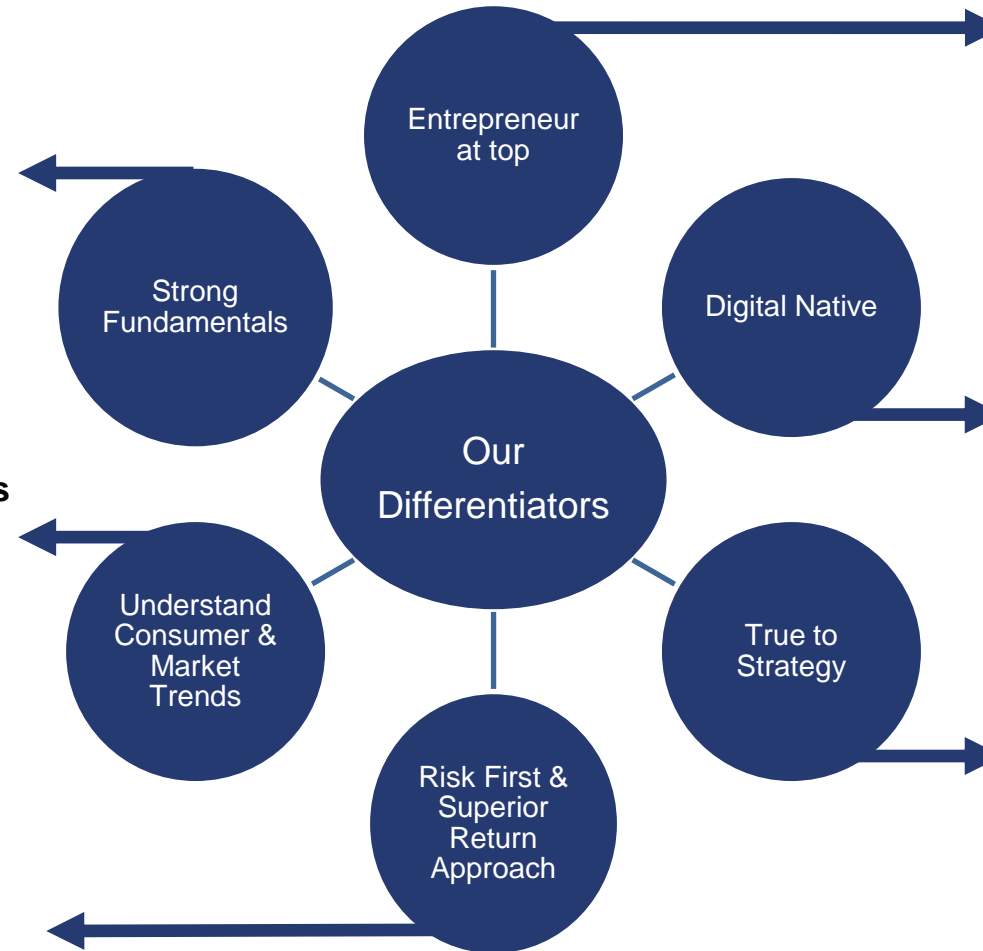 Entrepreneur
at top
Strong
Fundamentals
Digital Native
Our
Differentiators
s
Understand
Consumer &
Market
Trends
True to
Strategy
Risk First &
Superior
Return
Approach